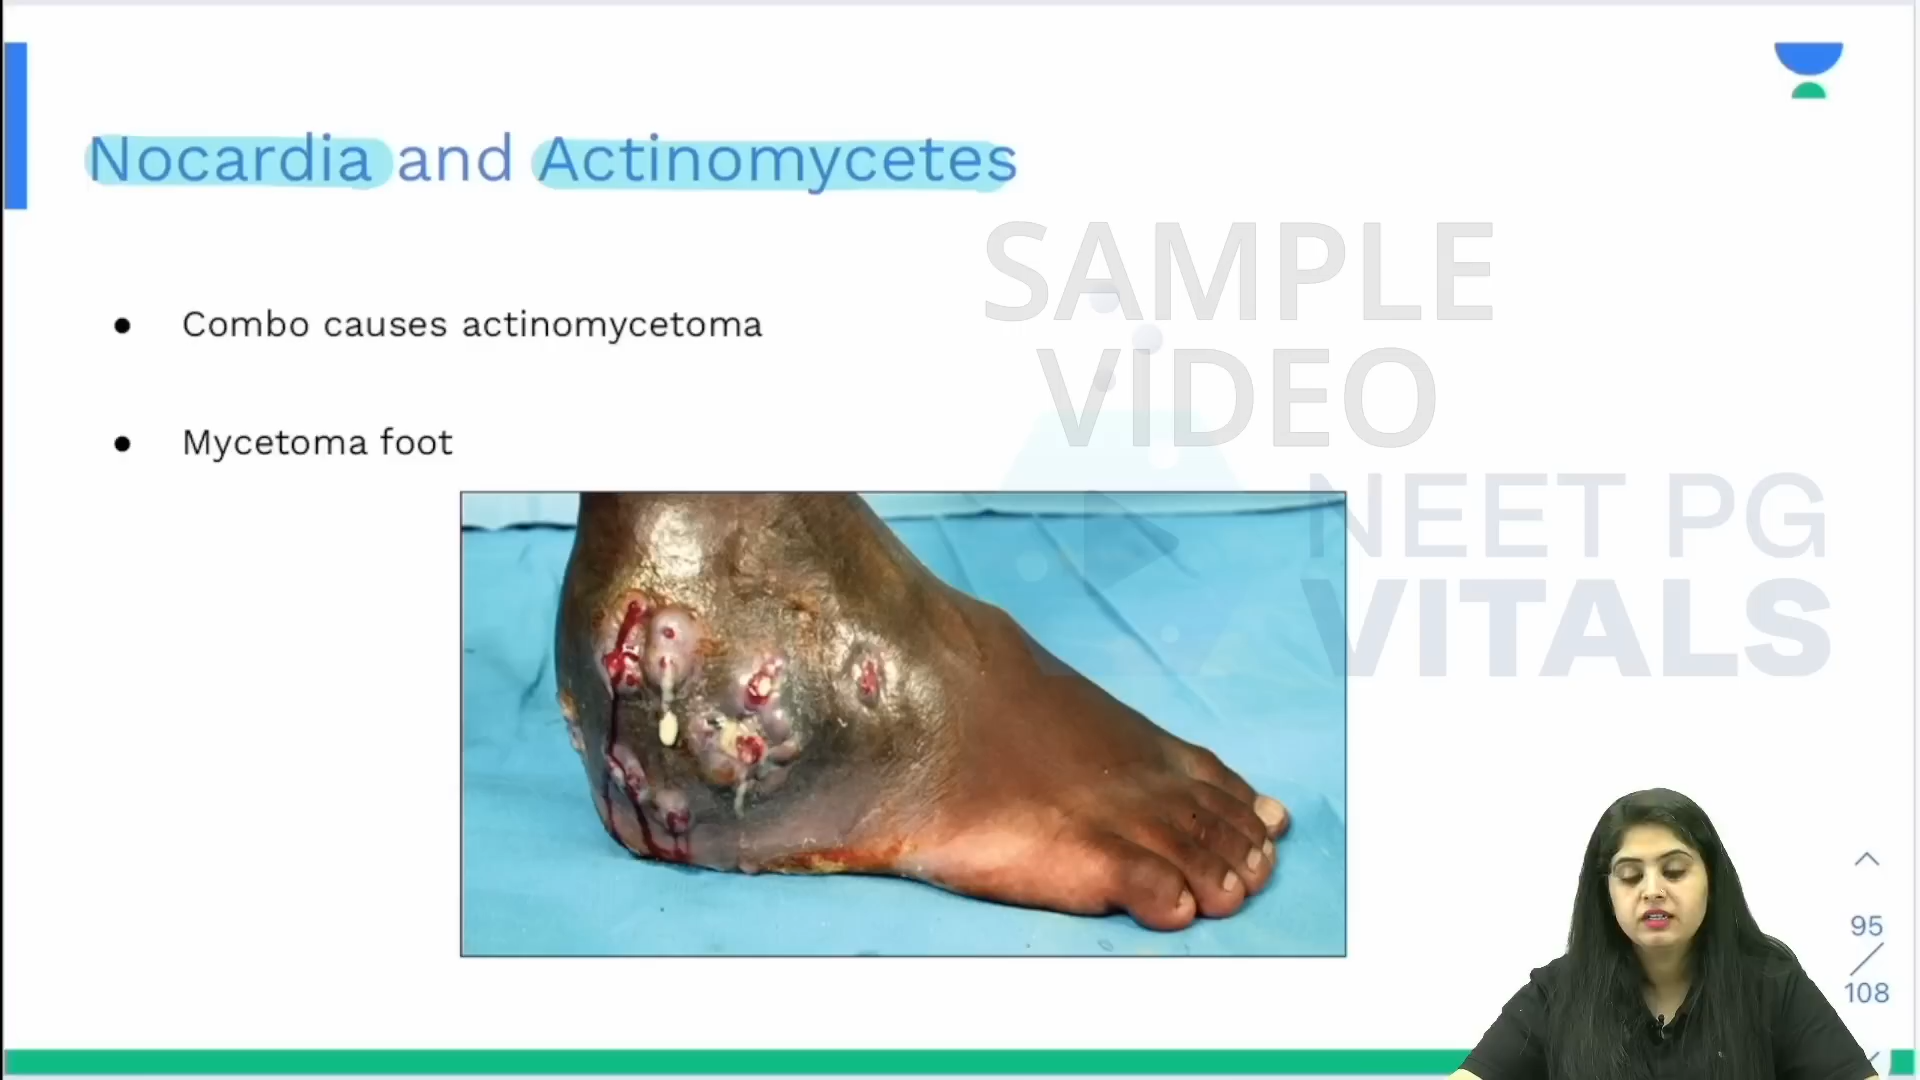 Nocardia and Actinomycetes
SAMPLE
VIDEO
Combo causes actinomycetoma
Mycetoma foot
NEET PG
VITALS
95
108